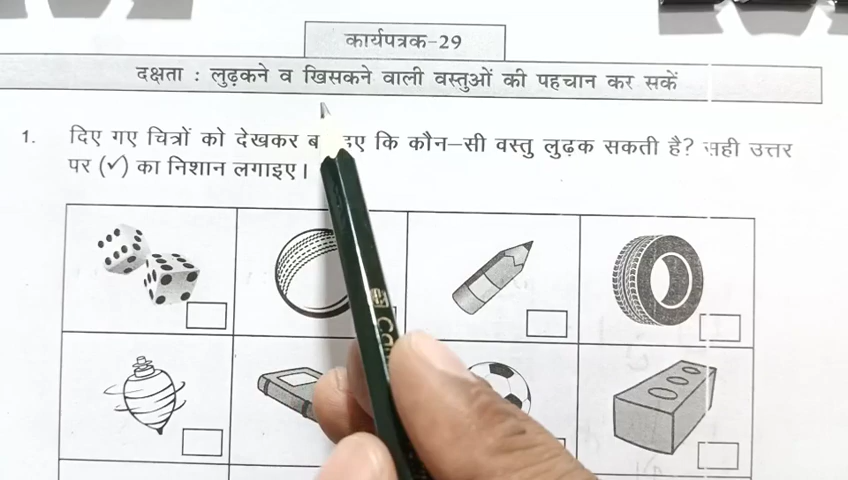 कार्यपत्रक-29
दक्षता : लुढ़कने व खिसकने वाली वस्तुओं की पहचान कर सकें
1. दिए गए चित्रों को देखकर कि कौन-सी वस्तु लुढ़क सकती है? सही उत्तर
पर (✓) का निशान लगाइए।